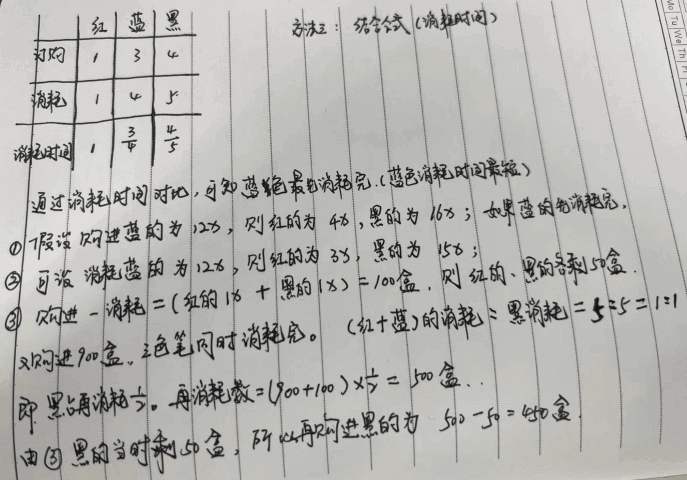 方法三：结合公式（消耗时间）
红 蓝 黑
订购 1 3 4
消耗 1 4 5
消耗时间 1 3/4 4/5
通过消耗时间对比，可知蓝色最先消耗完.（蓝色消耗时间最短）
① 假设购进蓝的为12x，则红的为4x，黑的为16x；如果蓝的先消耗完，
② 可设消耗蓝的为12x，则红的为3x，黑的为15x；
③ 购进-消耗=(红的1x+黑的1x)=100盒，则红的、黑的各剩50盒.
又购进900盒，三色笔同时消耗完。(红+蓝)的消耗：黑消耗=5:5=1:1
即黑占再消耗1/2。再消耗数=(900+100)×1/2=500盒..
由③黑的当时剩50盒，所以再购进黑的为 500-50=450盒.
Mo Tu We Th